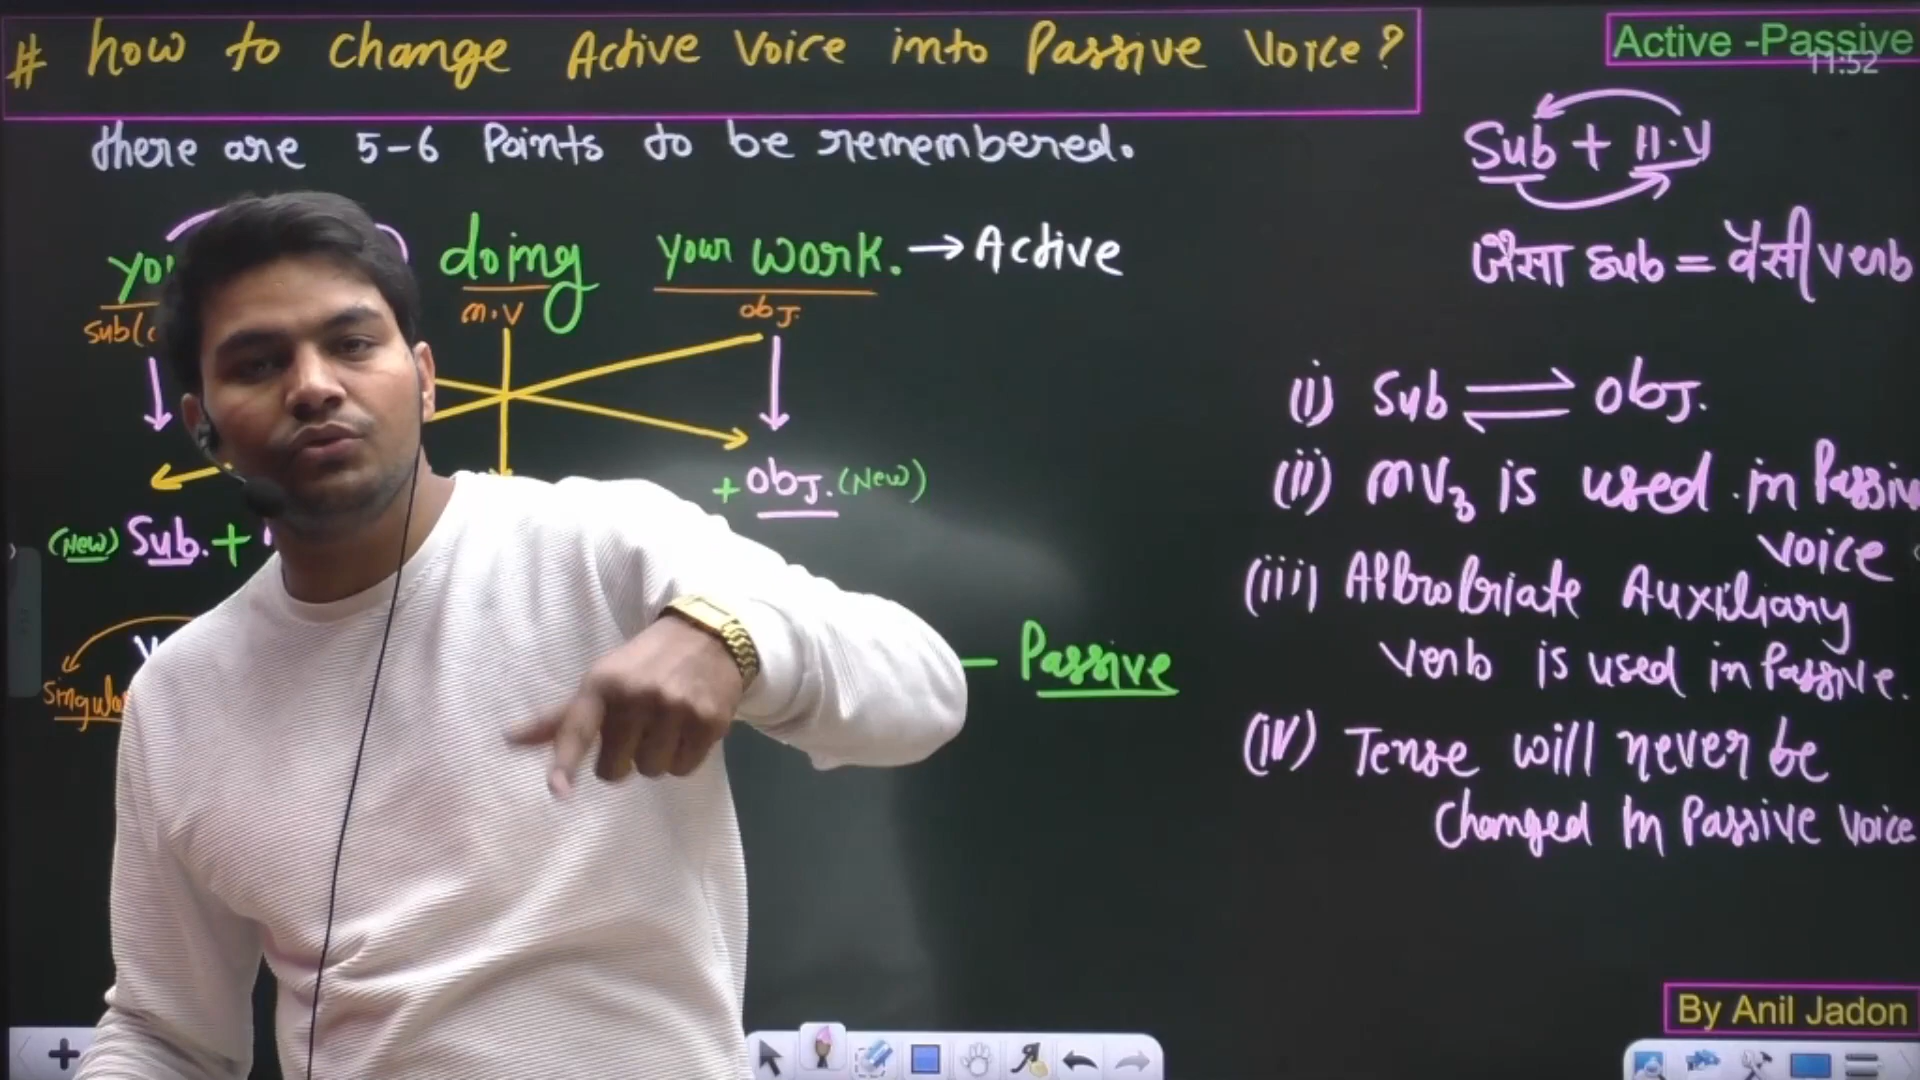 # how to change Active Voice into Passive Voice?
Active -Passive
11:52
there are 5-6 Points to be remembered.
Sub + H.V
जैसा sub = वैसी verb
doing your work. → Active
m.v obj.
(i) Sub ⇌ obj.
(ii) MV3 is used in Passive
voice
+ obj. (New)
(New) Sub. +
(iii) Appropriate Auxiliary
verb is used in Passive.
Passive
(iv) Tense will never be
changed in Passive Voice
By Anil Jadon